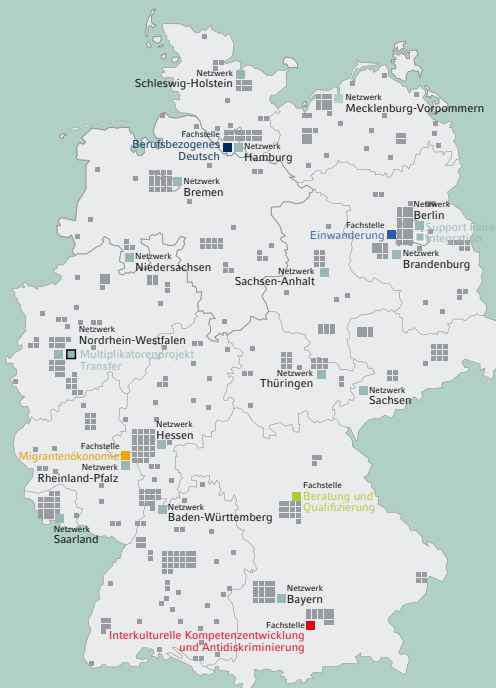 Netzwerk
Schleswig-Holstein
Netzwerk
Mecklenburg-Vorpommern
Fachstelle
Berufsbezogenes
Deutsch
Netzwerk
Hamburg
Netzwerk
Bremen
Netzwerk
Berlin
Fachstelle
Einwanderung
Support Faire
Integration
Netzwerk
Brandenburg
Netzwerk
Niedersachsen
Netzwerk
Sachsen-Anhalt
Netzwerk
Nordrhein-Westfalen
Multiplikatorenprojekt
Transfer
Netzwerk
Thüringen
Netzwerk
Sachsen
Netzwerk
Hessen
Fachstelle
Migrantenökonomie
Netzwerk
Rheinland-Pfalz
Fachstelle
Beratung und
Qualifizierung
Netzwerk
Baden-Württemberg
Netzwerk
Saarland
Netzwerk
Bayern
Fachstelle
Interkulturelle Kompetenzentwicklung
und Antidiskriminierung